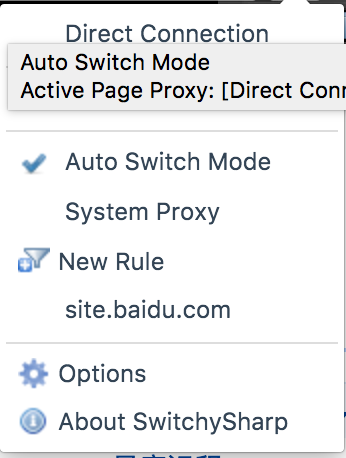 Direct Connection
Auto Switch Mode
Active Page Proxy: [Direct Conn
Auto Switch Mode
System Proxy
New Rule
site.baidu.com
Options
About SwitchySharp